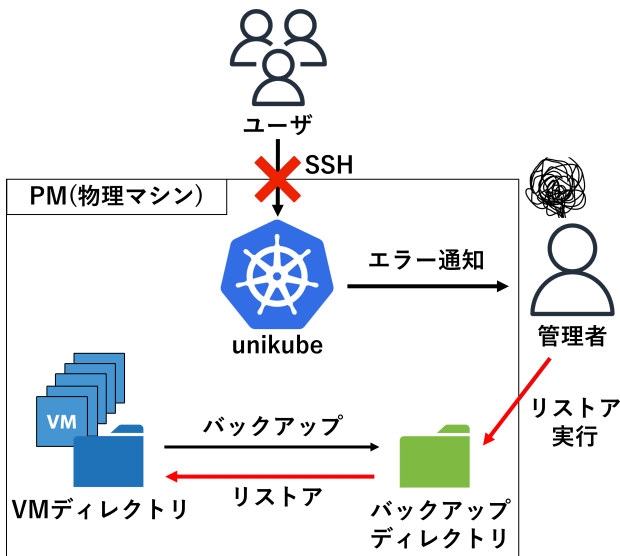 ユーザ
SSH
PM(物理マシン)
エラー通知
unikube
管理者
VM
バックアップ
リストア
実行
リストア
VMディレクトリ
バックアップ
ディレクトリ